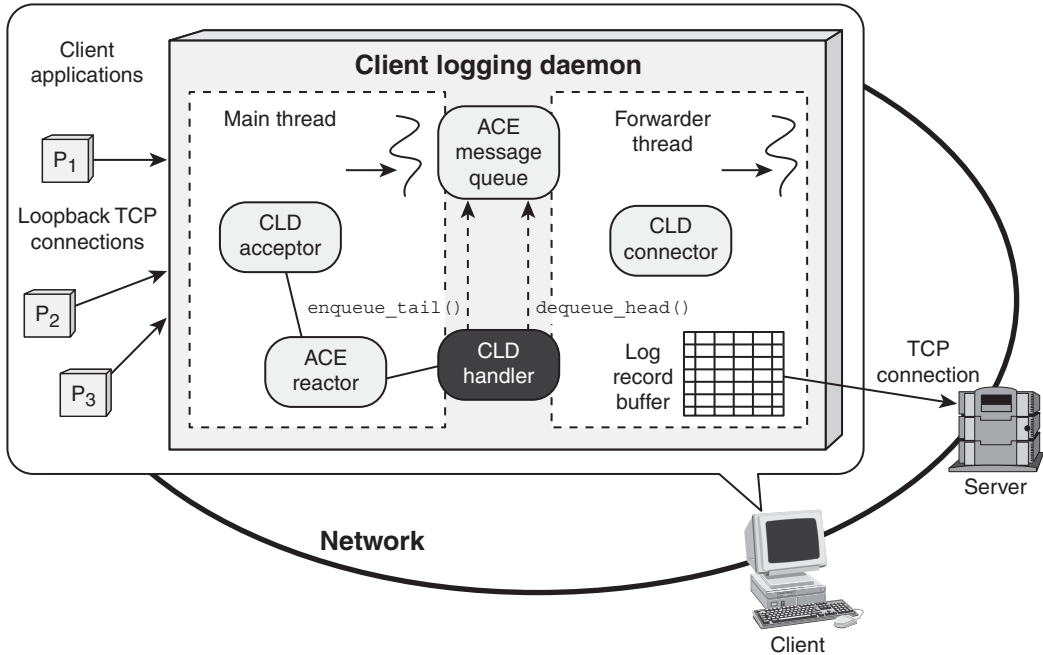 Client
applications
Client logging daemon
Main thread
ACE
message
queue
Forwarder
thread
P1
Loopback TCP
connections
CLD
acceptor
CLD
connector
P2
enqueue_tail()
dequeue_head()
P3
ACE
reactor
CLD
handler
Log
record
buffer
TCP
connection
Server
Network
Client